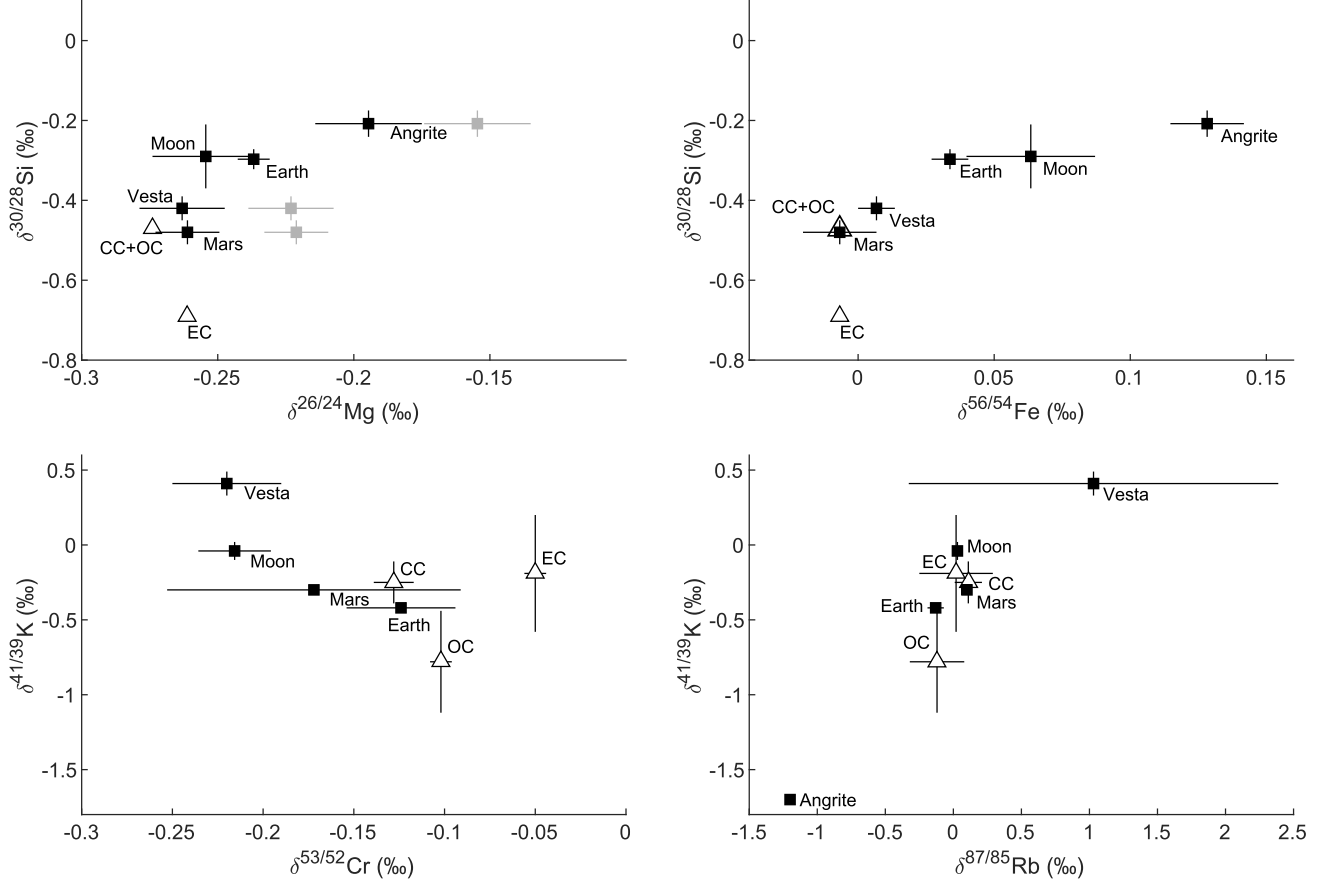 0
-0.2
-0.4
-0.6
-0.8
δ30/28Si (‰)
Moon
Angrite
Earth
Vesta
CC+OC
Mars
EC
-0.3 -0.25 -0.2 -0.15
δ26/24Mg (‰)
0
-0.2
-0.4
-0.6
-0.8
δ30/28Si (‰)
Angrite
Earth
Moon
CC+OC
Vesta
Mars
EC
0 0.05 0.1 0.15
δ56/54Fe (‰)
0.5
0
-0.5
-1
-1.5
δ41/39K (‰)
Vesta
Moon
EC
CC
Mars
Earth
OC
-0.3 -0.25 -0.2 -0.15 -0.1 -0.05 0
δ53/52Cr (‰)
0.5
0
-0.5
-1
-1.5
δ41/39K (‰)
Vesta
Moon
EC
CC
Mars
Earth
OC
Angrite
-1.5 -1 -0.5 0 0.5 1 1.5 2 2.5
δ87/85Rb (‰)